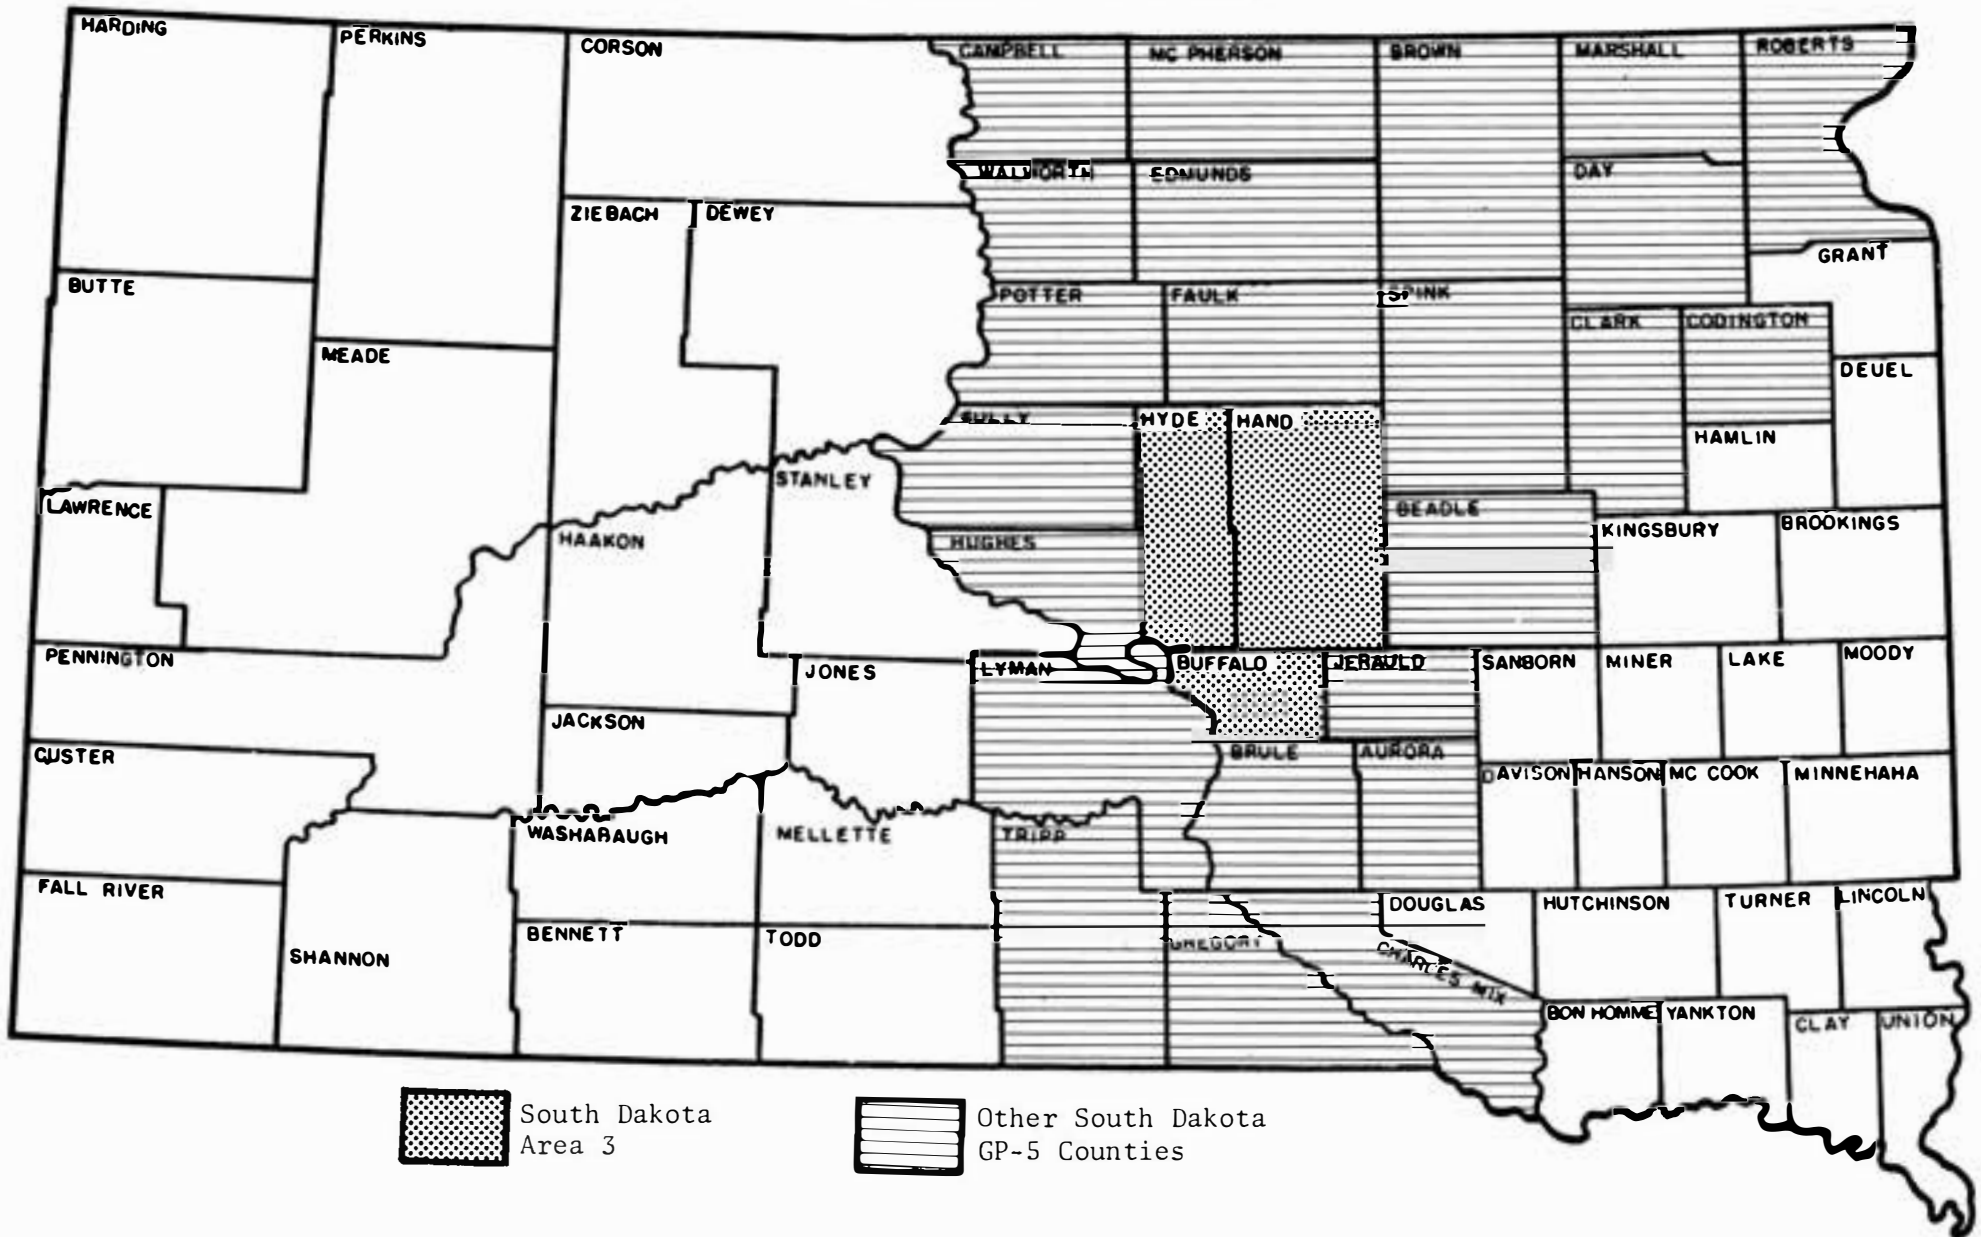 HARDING
PERKINS
CORSON
CAMPBELL
MC PHERSON
BROWN
MARSHALL
ROBERTS
WALWORTH
EDMUNDS
DAY
ZIEBACH
DEWEY
GRANT
BUTTE
POTTER
FAULK
SPINK
CLARK
CODINGTON
MEADE
DEUEL
SULLY
HYDE
HAND
HAMLIN
STANLEY
LAWRENCE
BEADLE
HAAKON
HUGHES
KINGSBURY
BROOKINGS
PENNINGTON
JONES
LYMAN
BUFFALO
JERAULD
SANBORN
MINER
LAKE
MOODY
JACKSON
CUSTER
BRULE
AURORA
DAVISON
HANSON
MC COOK
MINNEHAHA
WASHABAUGH
MELLETTE
TRIPP
FALL RIVER
DOUGLAS
HUTCHINSON
TURNER
LINCOLN
SHANNON
BENNETT
TODD
GREGORY
CHARLES MIX
BON HOMME
YANKTON
CLAY
UNION
South Dakota
Area 3
Other South Dakota
GP-5 Counties